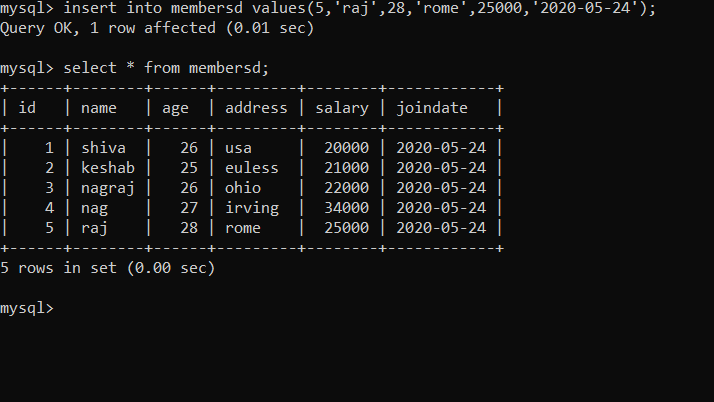 mysql> insert into membersd values(5,'raj',28,'rome',25000,'2020-05-24');
Query OK, 1 row affected (0.01 sec)
mysql> select * from membersd;
+------+--------+------+---------+--------+------------+
| id   | name   | age  | address | salary | joindate   |
+------+--------+------+---------+--------+------------+
|    1 | shiva  |   26 | usa     |  20000 | 2020-05-24 |
|    2 | keshab |   25 | euless  |  21000 | 2020-05-24 |
|    3 | nagraj |   26 | ohio    |  22000 | 2020-05-24 |
|    4 | nag    |   27 | irving  |  34000 | 2020-05-24 |
|    5 | raj    |   28 | rome    |  25000 | 2020-05-24 |
+------+--------+------+---------+--------+------------+
5 rows in set (0.00 sec)
mysql>